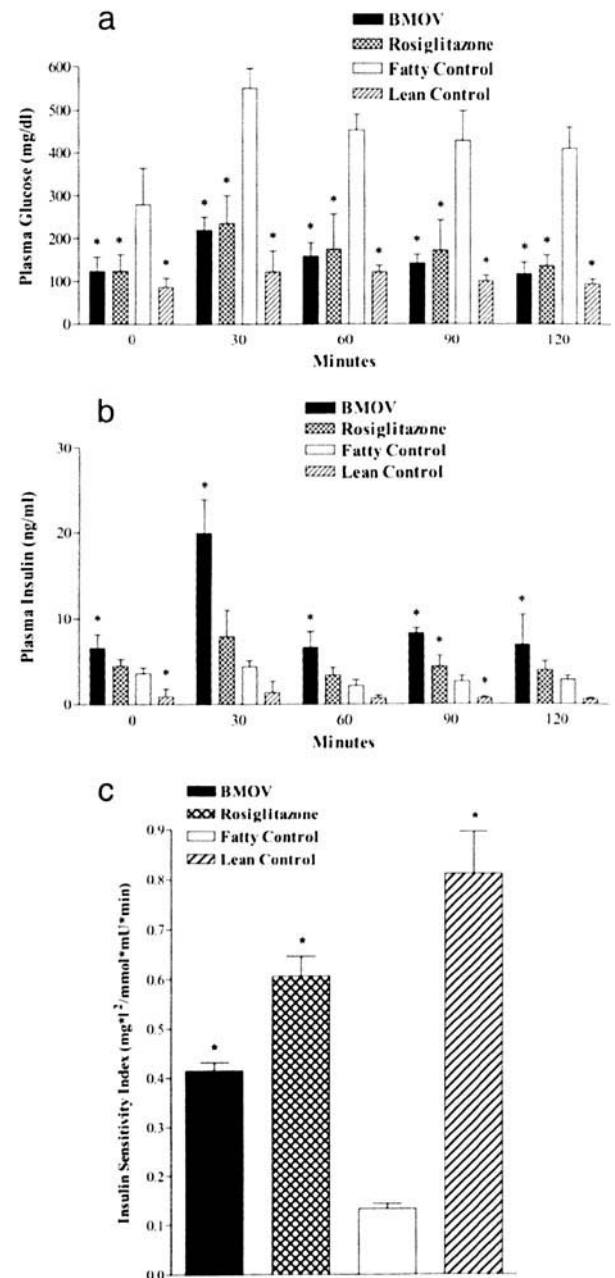 a
BMOV
Rosiglitazone
Fatty Control
Lean Control
Plasma Glucose (mg/dl)
600
500
400
300
200
100
0
* * *
* * *
* * *
* * *
* * *
0 30 60 90 120
Minutes
b
BMOV
Rosiglitazone
Fatty Control
Lean Control
Plasma Insulin (ng/ml)
30
20
10
0
* *
*
*
* * *
*
0 30 60 90 120
Minutes
c
BMOV
Rosiglitazone
Fatty Control
Lean Control
Insulin Sensitivity Index (mg*l²/mmol*mU*min)
0.9
0.8
0.7
0.6
0.5
0.4
0.3
0.2
0.1
0.0
* * *